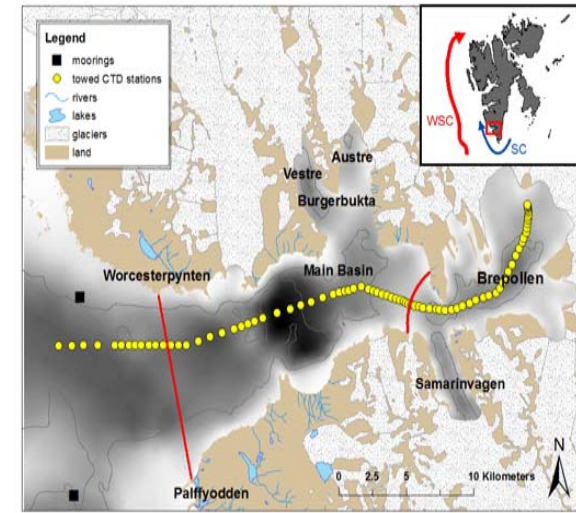 Legend
moorings
towed CTD stations
rivers
lakes
glaciers
land
WSC
SC
Austre
Vestre
Burgerbukta
Worcesterpynten
Main Basin
Brepollen
Samarinvagen
Palffyodden
N
0 2.5 5 10 Kilometers